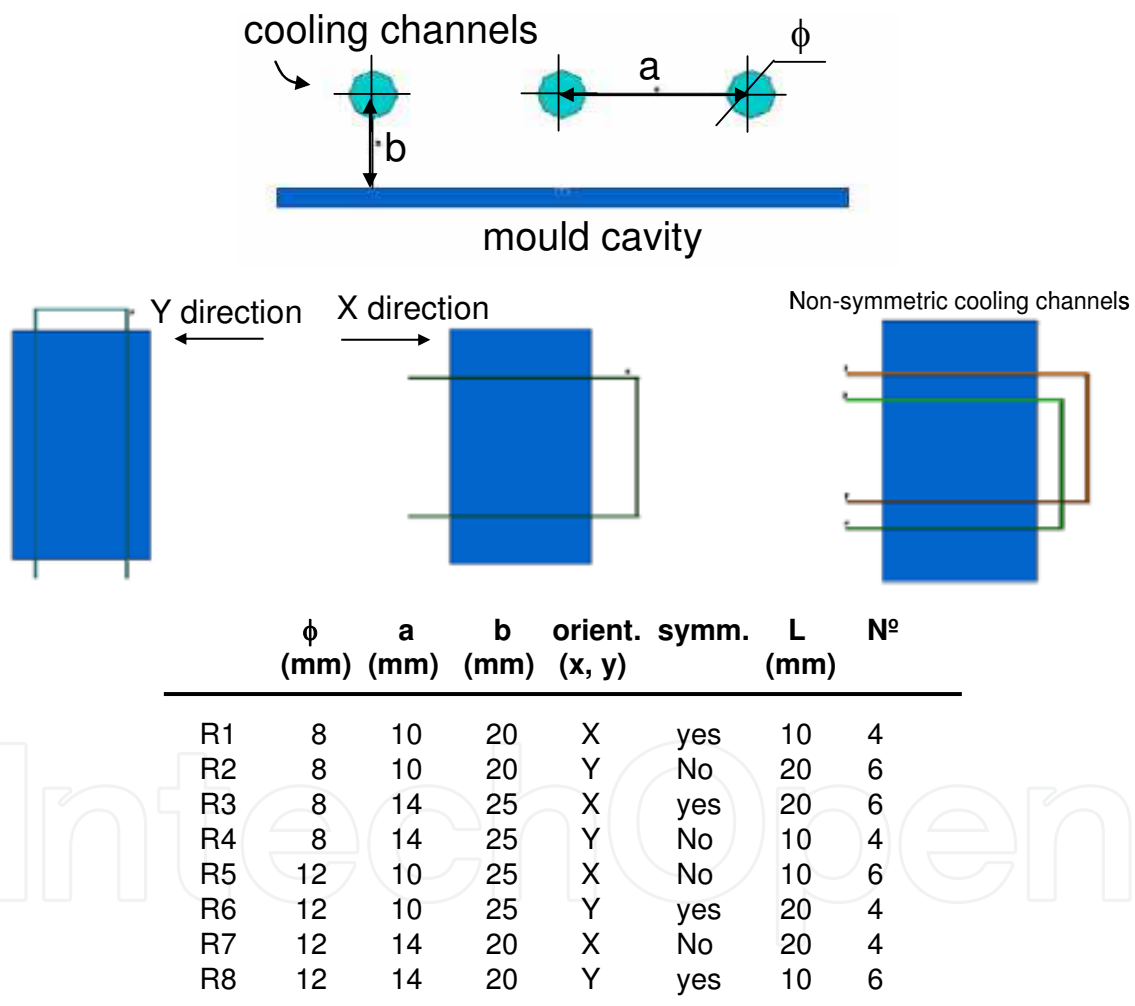 cooling channels
ϕ
a
b
mould cavity
Y direction
X direction
Non-symmetric cooling channels
ϕ a b orient. symm. L Nº
(mm) (mm) (mm) (x, y) (mm)
R1 8 10 20 X yes 10 4
R2 8 10 20 Y No 20 6
R3 8 14 25 X yes 20 6
R4 8 14 25 Y No 10 4
R5 12 10 25 X No 10 6
R6 12 10 25 Y yes 20 4
R7 12 14 20 X No 20 4
R8 12 14 20 Y yes 10 6
IntechOpen